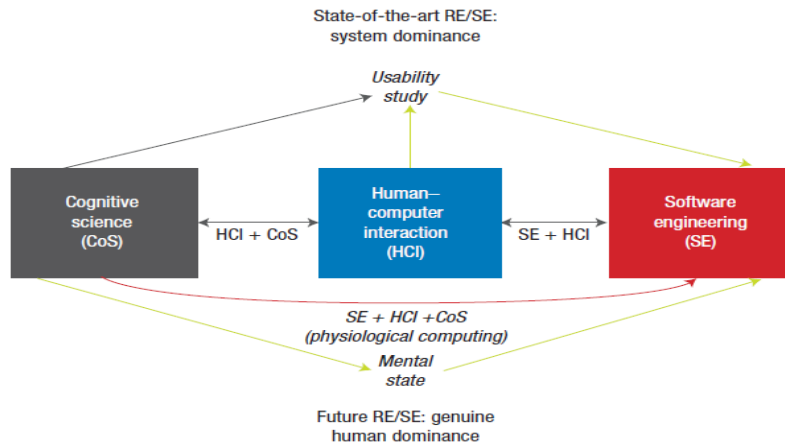 State-of-the-art RE/SE:
system dominance
Usability
study
Cognitive
science
(CoS)
HCI + CoS
Human–
computer
interaction
(HCI)
SE + HCI
Software
engineering
(SE)
SE + HCI +CoS
(physiological computing)
Mental
state
Future RE/SE: genuine
human dominance